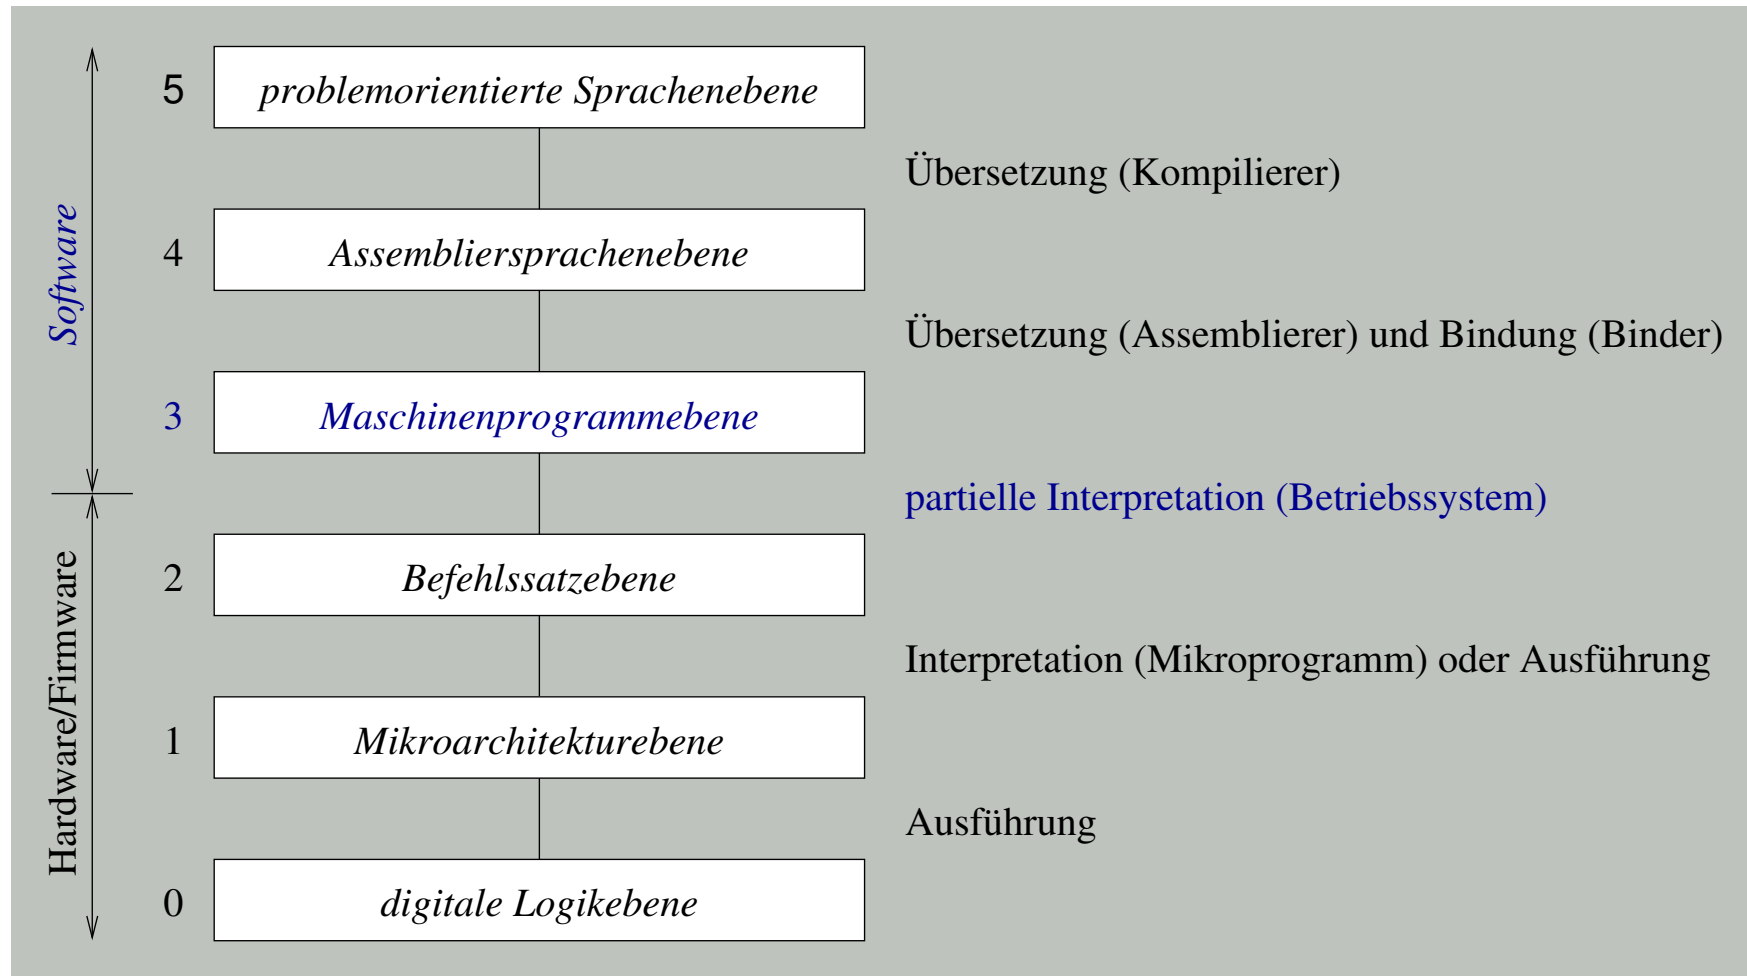 5 problemorientierte Sprachenebene
Übersetzung (Kompilierer)
4 Assembliersprachenebene
Übersetzung (Assemblierer) und Bindung (Binder)
3 Maschinenprogrammebene
partielle Interpretation (Betriebssystem)
2 Befehlssatzebene
Interpretation (Mikroprogramm) oder Ausführung
1 Mikroarchitekturebene
Ausführung
0 digitale Logikebene
Software
Hardware/Firmware